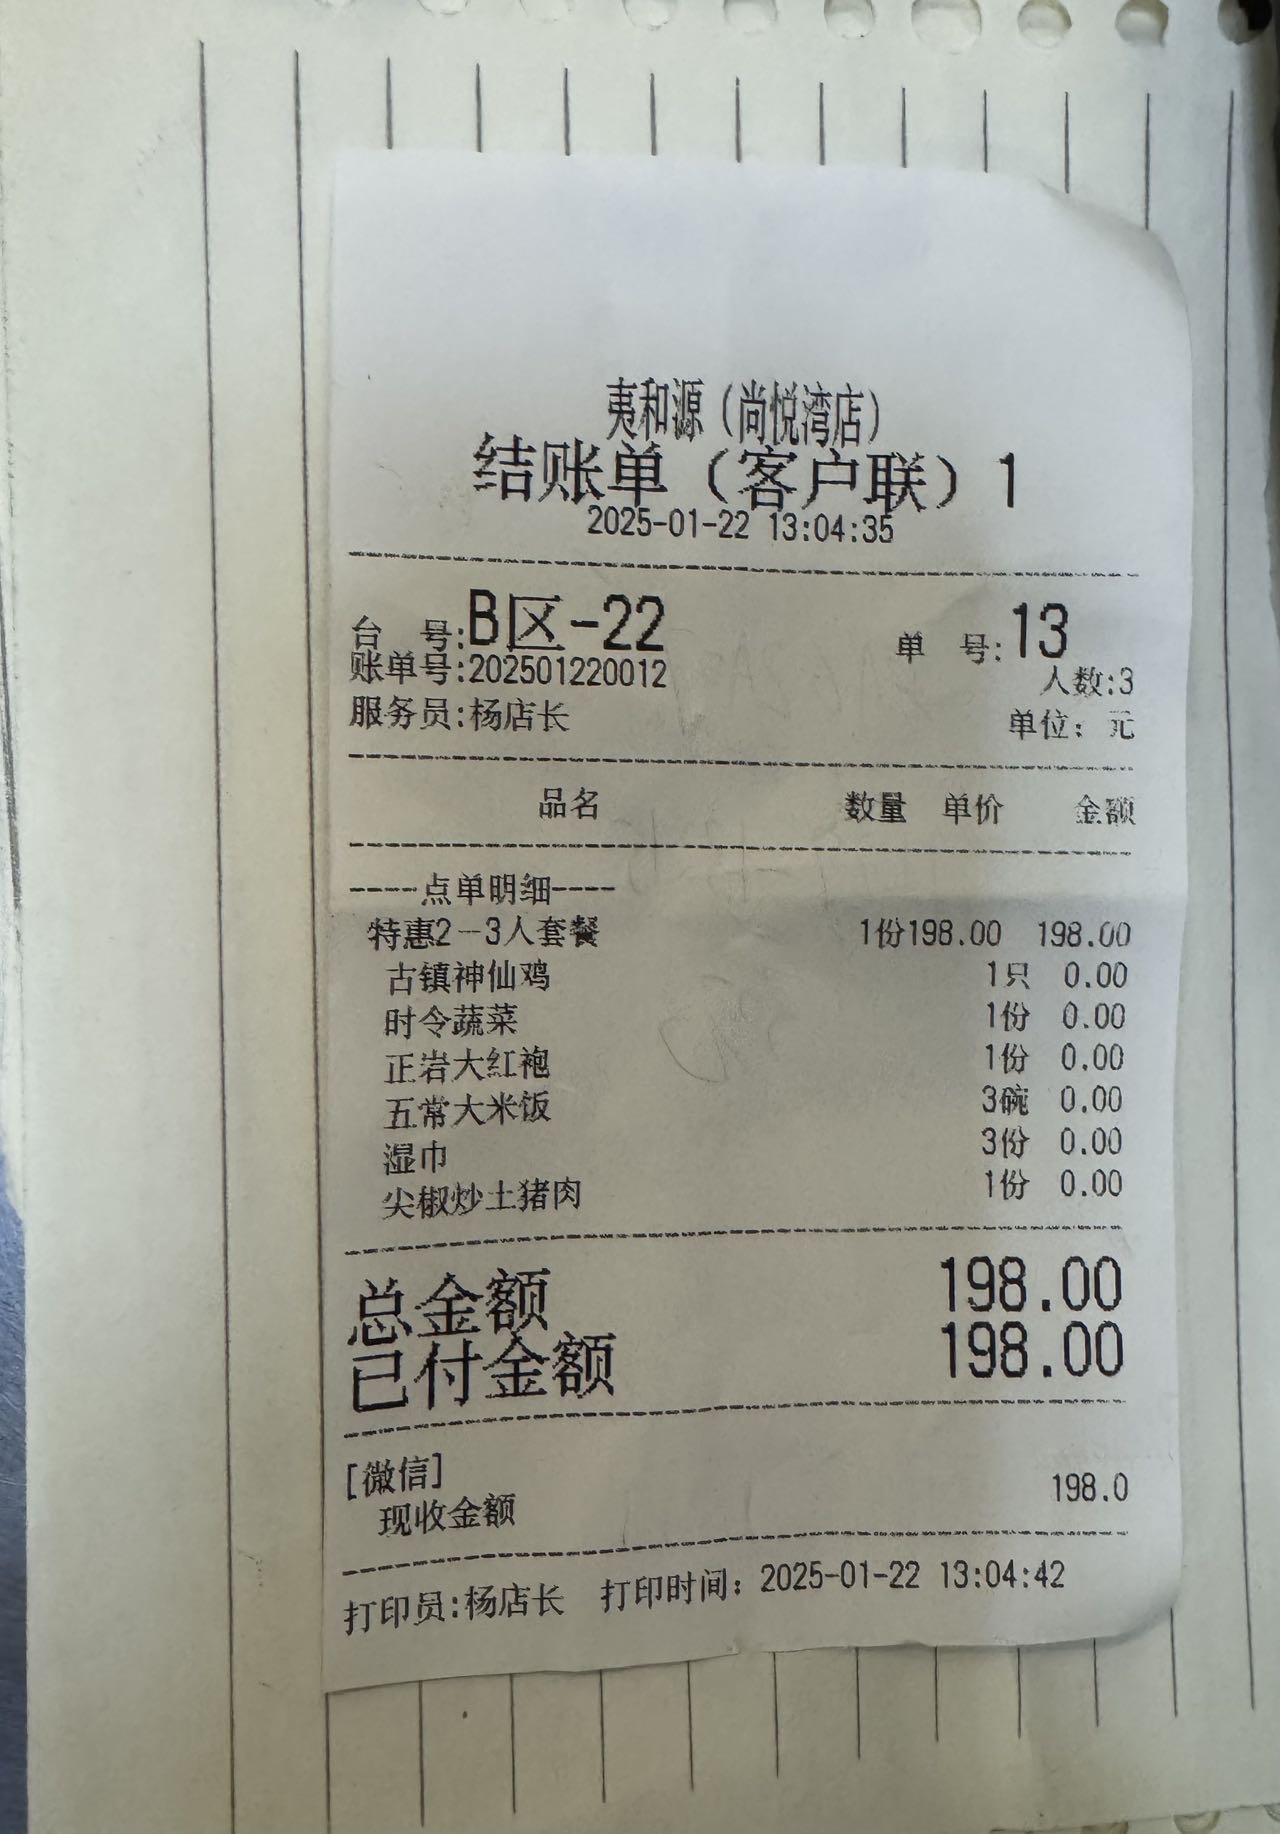 夷和源（尚悦湾店）
结账单（客户联）1
2025-01-22 13:04:35
台 号:B区-22 单 号:13
账单号:202501220012 人数:3
服务员:杨店长 单位：元
品名 数量 单价 金额
----点单明细----
特惠2-3人套餐 1份198.00 198.00
古镇神仙鸡 1只 0.00
时令蔬菜 1份 0.00
正岩大红袍 1份 0.00
五常大米饭 3碗 0.00
湿巾 3份 0.00
尖椒炒土猪肉 1份 0.00
总金额 198.00
已付金额 198.00
[微信]
现收金额 198.0
打印员:杨店长 打印时间：2025-01-22 13:04:42